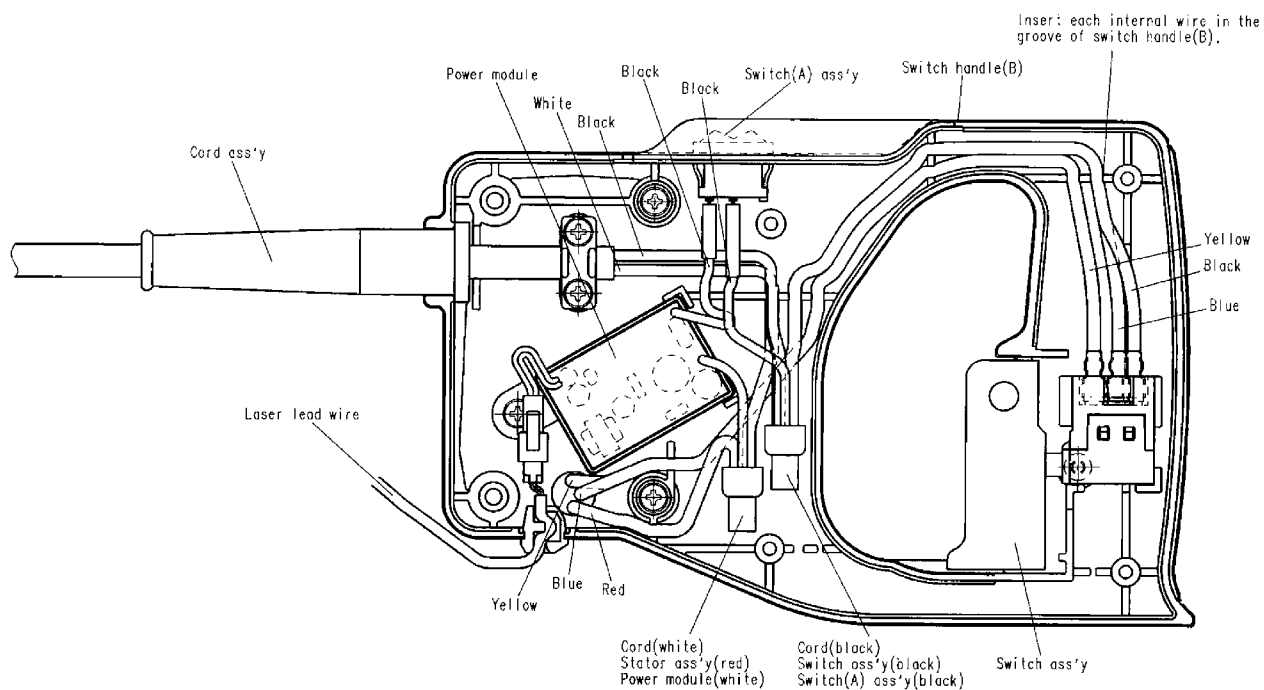 Insert each internal wire in the
groove of switch handle(B).
Switch handle(B)
Black
Switch(A) ass'y
Power module
Black
White
Black
Cord ass'y
Yellow
Black
Blue
Laser lead wire
Blue
Red
Yellow
Cord(white)
Stator ass'y(red)
Power module(white)
Cord(black)
Switch ass'y(black)
Switch(A) ass'y(black)
Switch ass'y